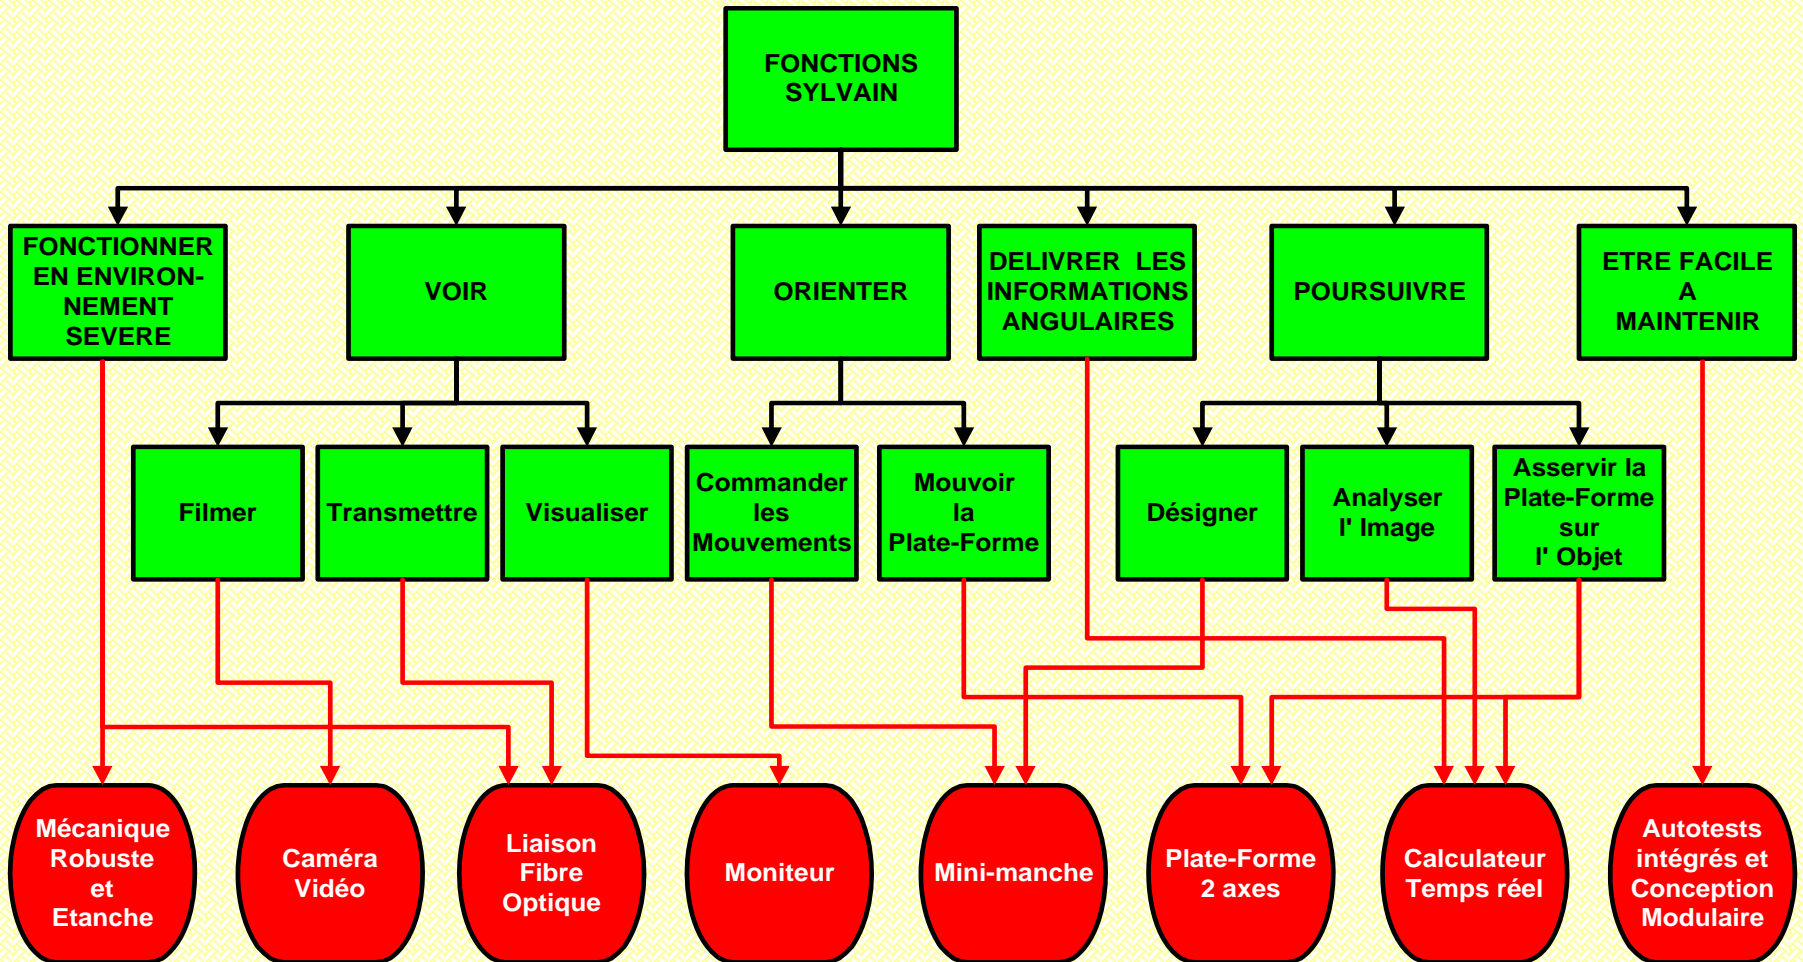 FONCTIONS
SYLVAIN
FONCTIONNER
EN ENVIRON-
NEMENT
SEVERE
VOIR
ORIENTER
DELIVRER LES
INFORMATIONS
ANGULAIRES
POURSUIVRE
ETRE FACILE
A
MAINTENIR
Filmer
Transmettre
Visualiser
Commander
les
Mouvements
Mouvoir
la
Plate-Forme
Désigner
Analyser
l' Image
Asservir la
Plate-Forme
sur
l' Objet
Mécanique
Robuste
et
Etanche
Caméra
Vidéo
Liaison
Fibre
Optique
Moniteur
Mini-manche
Plate-Forme
2 axes
Calculateur
Temps réel
Autotests
intégrés et
Conception
Modulaire